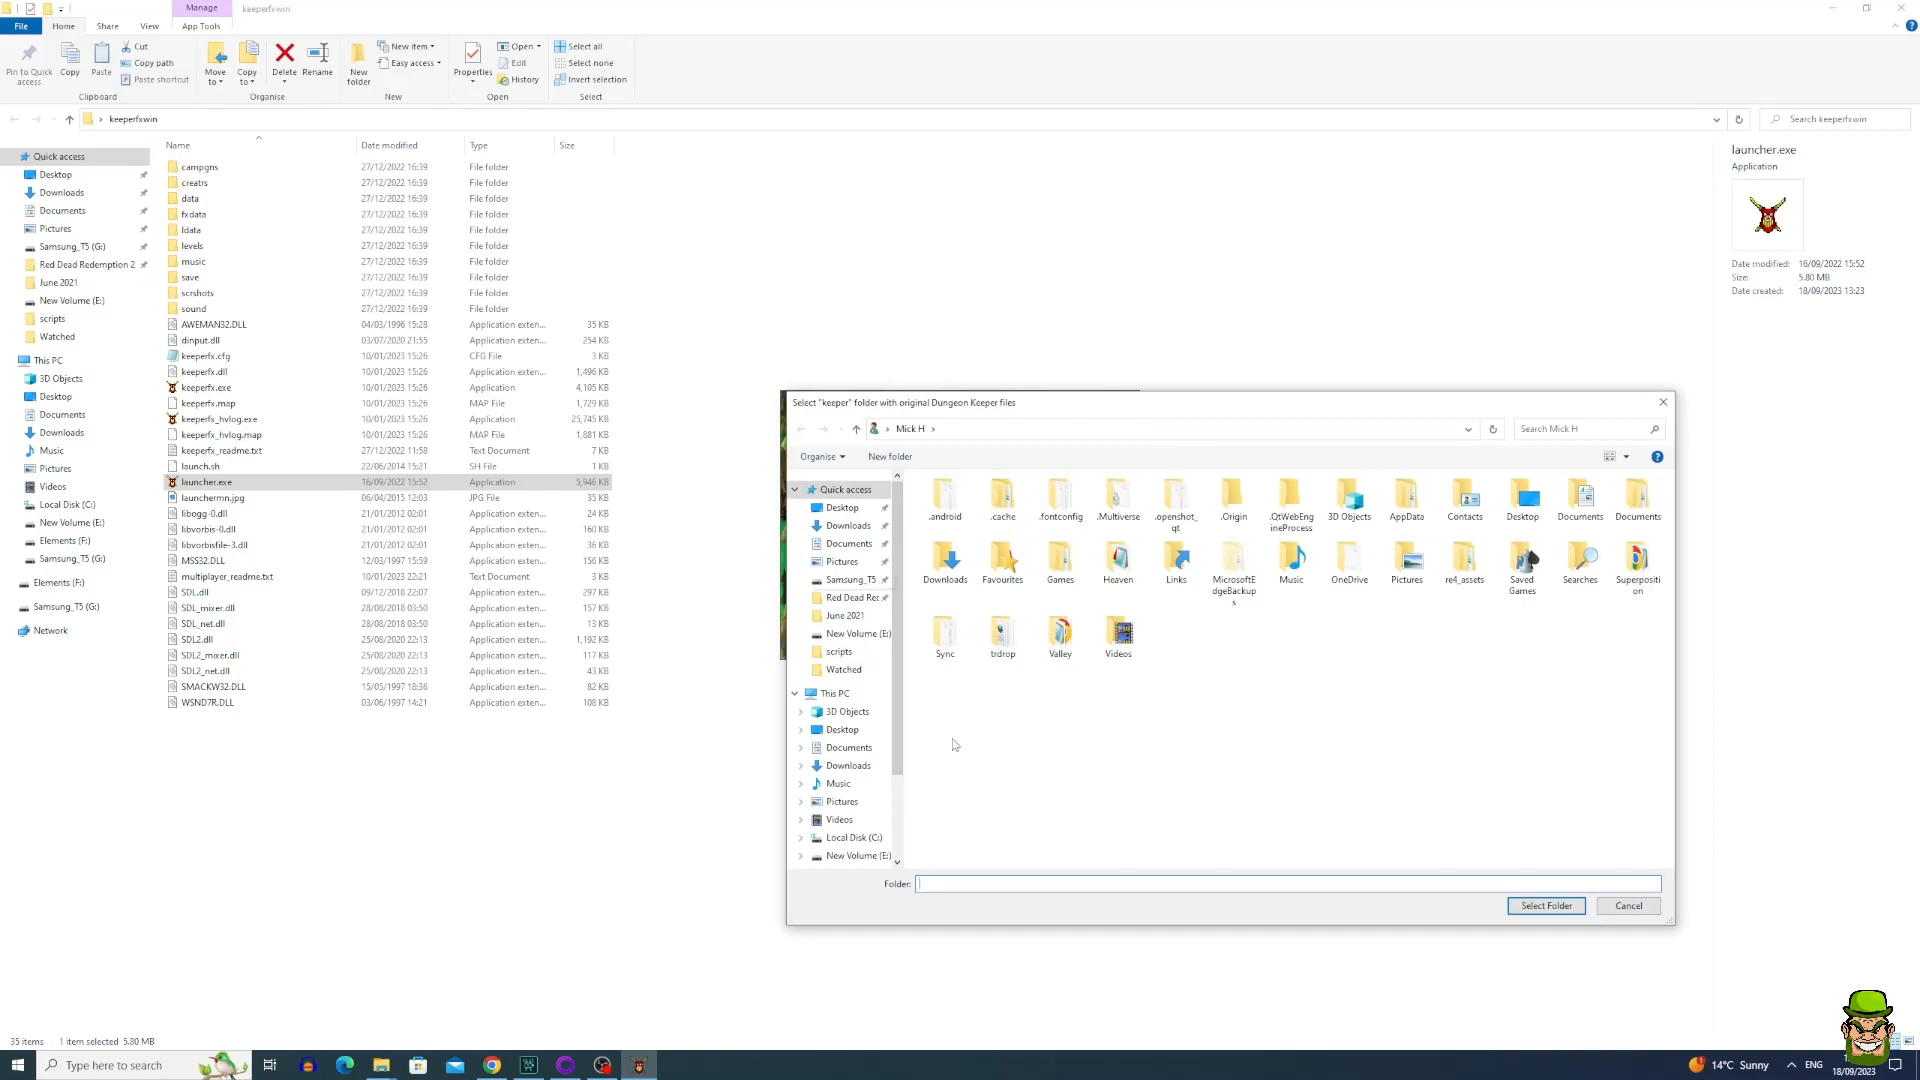 Manage
keeperfxwin
File
Home
Share
View
App Tools
Pin to Quick
access
Copy
Paste
Cut
Copy path
Paste shortcut
Clipboard
Move
to
Copy
to
Delete
Rename
Organise
New
folder
New item
Easy access
New
Properties
Open
Edit
History
Open
Select all
Select none
Invert selection
Select
keeperfxwin
Search keeperfxwin
Quick access
Desktop
Downloads
Documents
Pictures
Samsung_T5 (G:)
Red Dead Redemption 2
June 2021
New Volume (E:)
scripts
Watched
This PC
3D Objects
Desktop
Documents
Downloads
Music
Pictures
Videos
Local Disk (C:)
New Volume (E:)
Elements (F:)
Samsung_T5 (G:)
Elements (F:)
Samsung_T5 (G:)
Network
Name Date modified Type Size
campgns 27/12/2022 16:39 File folder
creatrs 27/12/2022 16:39 File folder
data 27/12/2022 16:39 File folder
fxdata 27/12/2022 16:39 File folder
ldata 27/12/2022 16:39 File folder
levels 27/12/2022 16:39 File folder
music 27/12/2022 16:39 File folder
save 27/12/2022 16:39 File folder
scrshots 27/12/2022 16:39 File folder
sound 27/12/2022 16:39 File folder
AWEMAN32.DLL 04/03/1996 15:28 Application exten... 35 KB
dinput.dll 03/07/2020 21:55 Application exten... 254 KB
keeperfx.cfg 10/01/2023 15:26 CFG File 3 KB
keeperfx.dll 10/01/2023 15:26 Application exten... 1,496 KB
keeperfx.exe 10/01/2023 15:26 Application 4,105 KB
keeperfx.map 10/01/2023 15:26 MAP File 1,729 KB
keeperfx_hvlog.exe 10/01/2023 15:26 Application 25,745 KB
keeperfx_hvlog.map 10/01/2023 15:26 MAP File 1,881 KB
keeperfx_readme.txt 27/12/2022 11:58 Text Document 7 KB
launch.sh 22/06/2014 15:21 SH File 1 KB
launcher.exe 16/09/2022 15:52 Application 5,946 KB
launchermn.jpg 06/04/2015 12:03 JPG File 35 KB
libogg-0.dll 21/01/2012 02:01 Application exten... 24 KB
libvorbis-0.dll 21/01/2012 02:01 Application exten... 160 KB
libvorbisfile-3.dll 21/01/2012 02:01 Application exten... 36 KB
MSS32.DLL 12/03/1997 15:59 Application exten... 156 KB
multiplayer_readme.txt 10/01/2023 22:21 Text Document 3 KB
SDL.dll 09/12/2018 22:07 Application exten... 297 KB
SDL_mixer.dll 28/08/2018 03:50 Application exten... 157 KB
SDL_net.dll 28/08/2018 03:50 Application exten... 13 KB
SDL2.dll 25/08/2020 22:13 Application exten... 1,192 KB
SDL2_mixer.dll 25/08/2020 22:13 Application exten... 117 KB
SDL2_net.dll 25/08/2020 22:13 Application exten... 43 KB
SMACKW32.DLL 15/05/1997 18:36 Application exten... 82 KB
WSND7R.DLL 03/06/1997 14:21 Application exten... 108 KB
launcher.exe
Application
Date modified: 16/09/2022 15:52
Size: 5.80 MB
Date created: 18/09/2023 13:23
Select "keeper" folder with original Dungeon Keeper files
Mick H
Search Mick H
Organise
New folder
Quick access
Desktop
Downloads
Documents
Pictures
Samsung_T5
Red Dead Rec
June 2021
New Volume (E:)
scripts
Watched
This PC
3D Objects
Desktop
Documents
Downloads
Music
Pictures
Videos
Local Disk (C:)
New Volume (E:)
.android
.cache
.fontconfig
.Multiverse
.openshot_
qt
.Origin
.QtWebEng
ineProcess
3D Objects
AppData
Contacts
Desktop
Documents
Documents
Downloads
Favourites
Games
Heaven
Links
MicrosoftE
dgeBackup
s
Music
OneDrive
Pictures
re4_assets
Saved
Games
Searches
Superpositi
on
Sync
trdrop
Valley
Videos
Folder:
Select Folder
Cancel
35 items 1 item selected 5.80 MB
Type here to search
14°C Sunny
ENG
18/09/2023